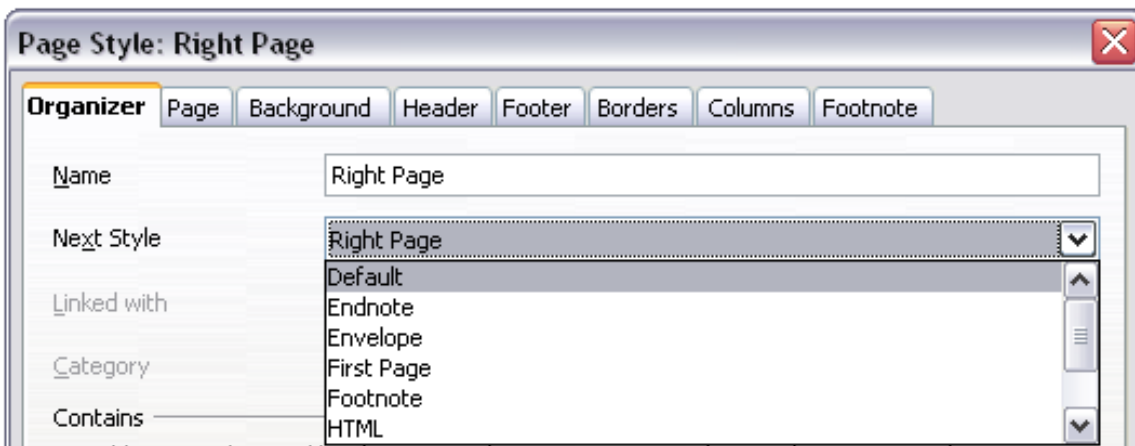 Page Style: Right Page
Organizer Page Background Header Footer Borders Columns Footnote
Name Right Page
Next Style Right Page
Default
Linked with
Endnote
Envelope
Category
First Page
Footnote
Contains
HTML